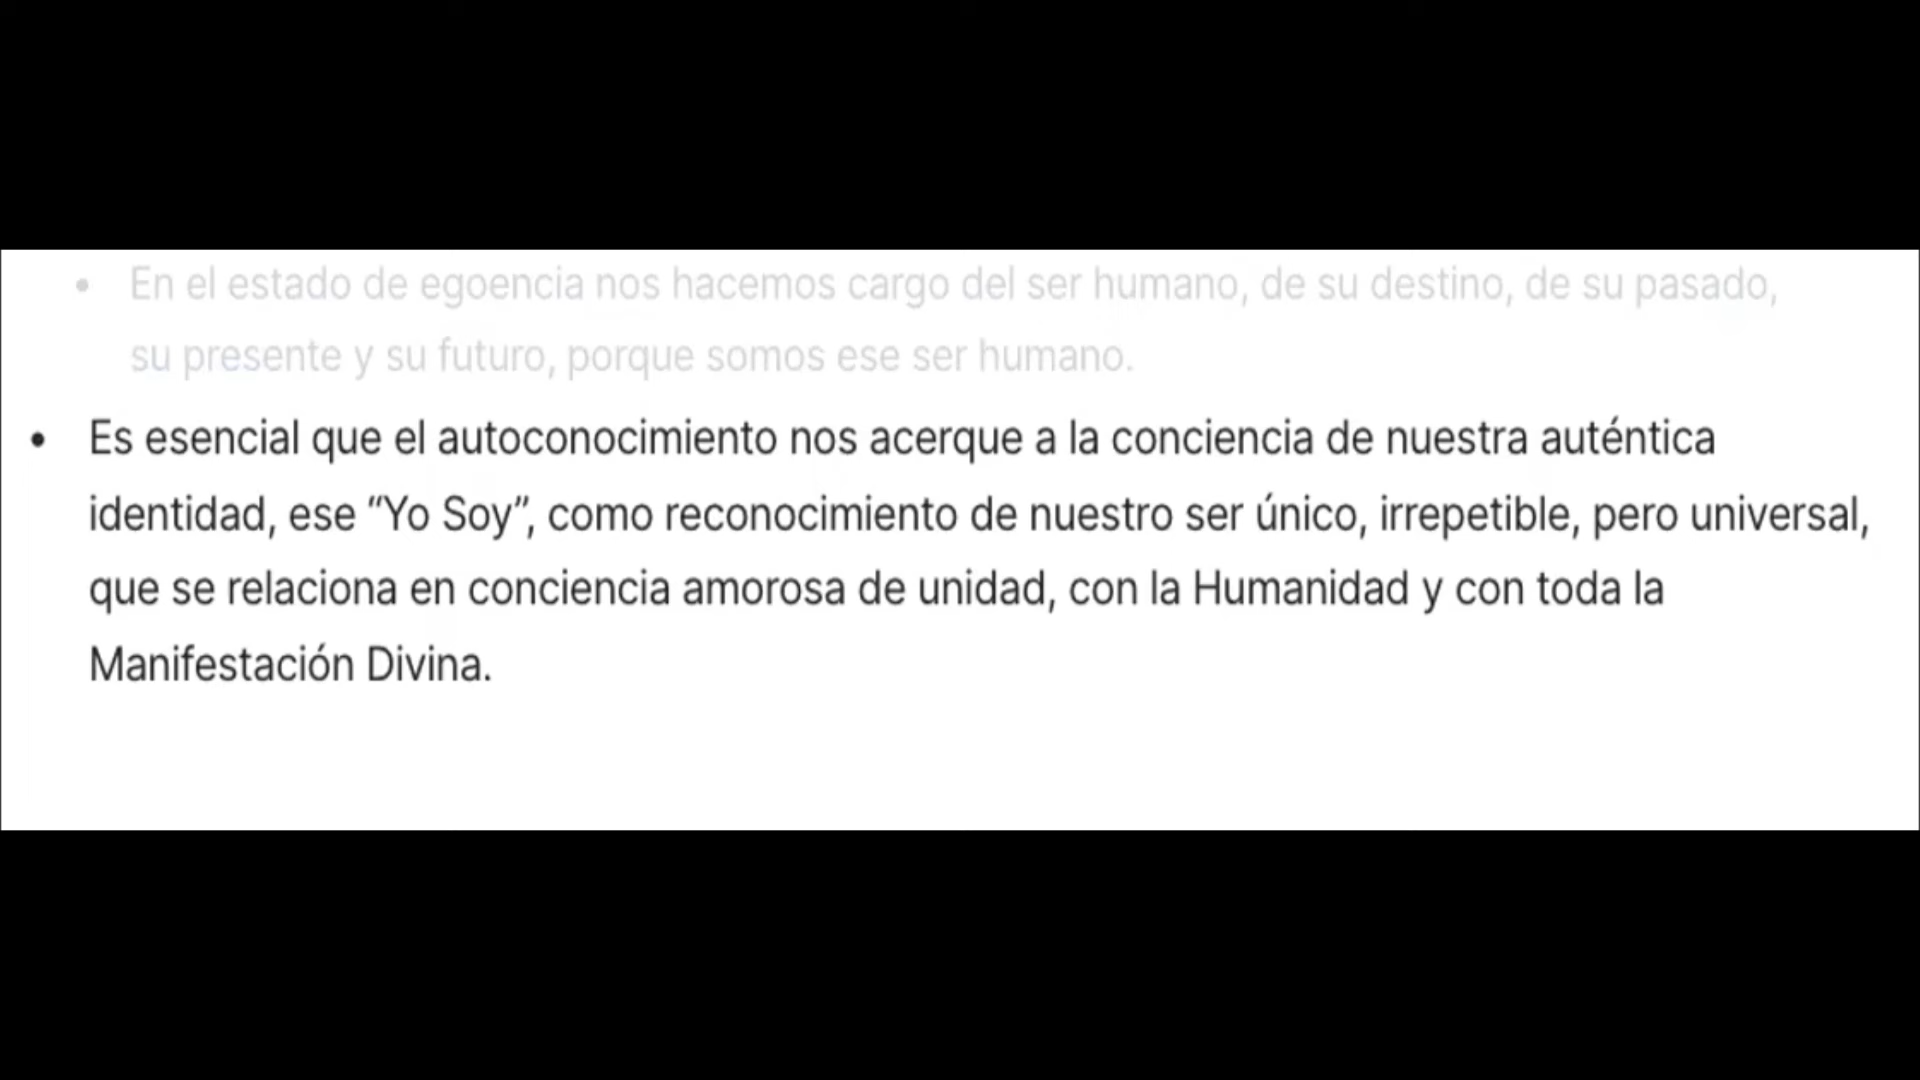 • En el estado de egoencia nos hacemos cargo del ser humano, de su destino, de su pasado,
su presente y su futuro, porque somos ese ser humano.
• Es esencial que el autoconocimiento nos acerque a la conciencia de nuestra auténtica
identidad, ese “Yo Soy”, como reconocimiento de nuestro ser único, irrepetible, pero universal,
que se relaciona en conciencia amorosa de unidad, con la Humanidad y con toda la
Manifestación Divina.